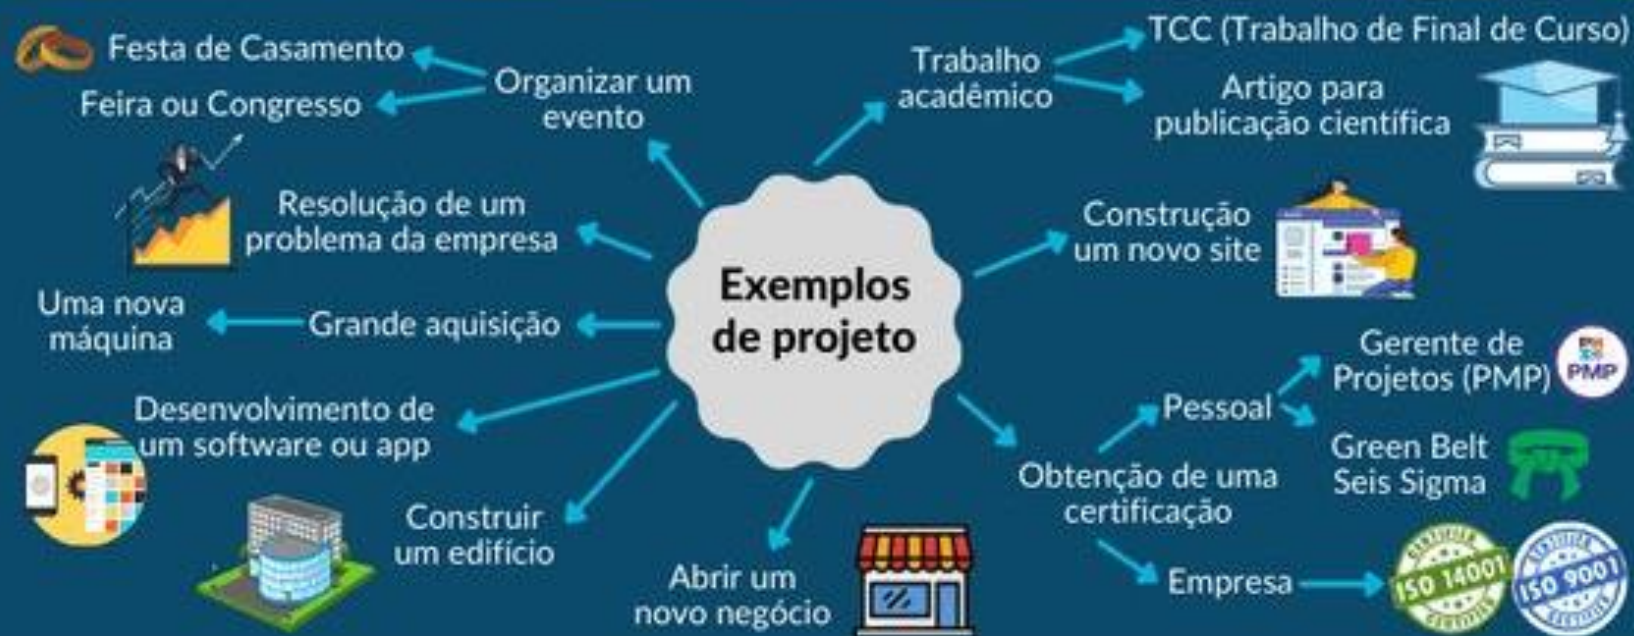 Festa de Casamento
Feira ou Congresso
Organizar um
evento
Trabalho
acadêmico
TCC (Trabalho de Final de Curso)
Artigo para
publicação científica
Resolução de um
problema da empresa
Construção
um novo site
Exemplos
de projeto
Uma nova
máquina
Grande aquisição
Gerente de
Projetos (PMP)
PMP
Pessoal
Green Belt
Seis Sigma
Desenvolvimento de
um software ou app
Obtenção de uma
certificação
Construir
um edifício
Abrir um
novo negócio
Empresa
ISO 14001
ISO 9001